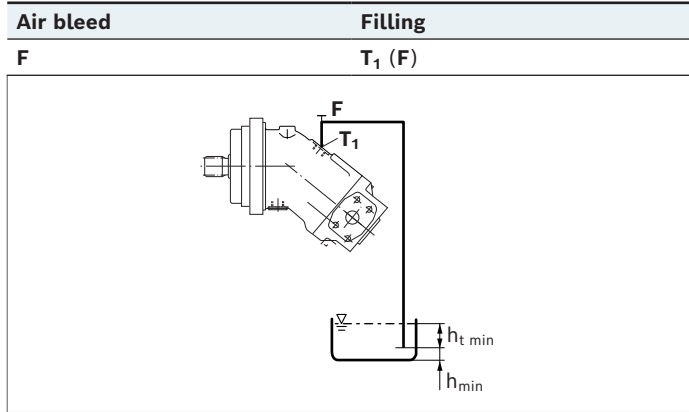 Air bleed Filling
F T₁ (F)
F
T₁
hₜ ₘᵢₙ
hₘᵢₙ